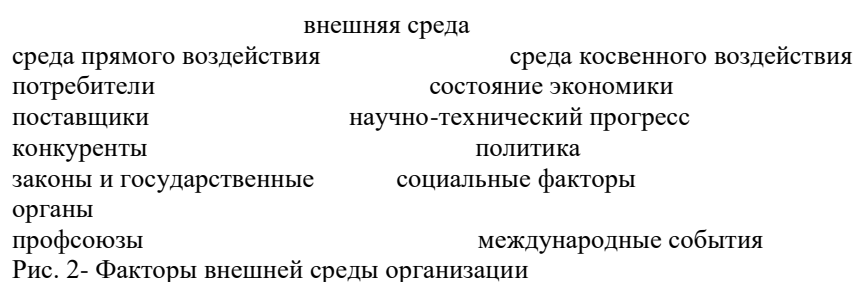 внешняя среда
среда прямого воздействия среда косвенного воздействия
потребители состояние экономики
поставщики научно-технический прогресс
конкуренты политика
законы и государственные социальные факторы
органы
профсоюзы международные события
Рис. 2- Факторы внешней среды организации